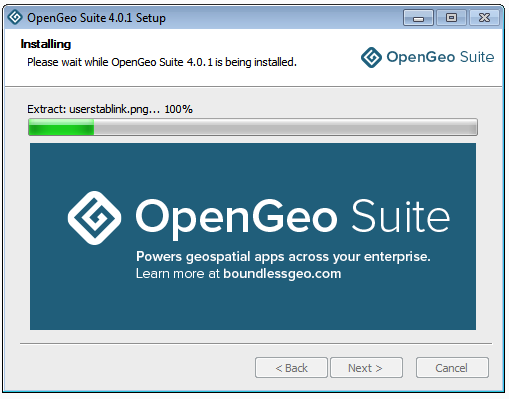 OpenGeo Suite 4.0.1 Setup
Installing
Please wait while OpenGeo Suite 4.0.1 is being installed.
OpenGeo Suite
Extract: userstablink.png... 100%
OpenGeo Suite
Powers geospatial apps across your enterprise.
Learn more at boundlessgeo.com
< Back
Next >
Cancel